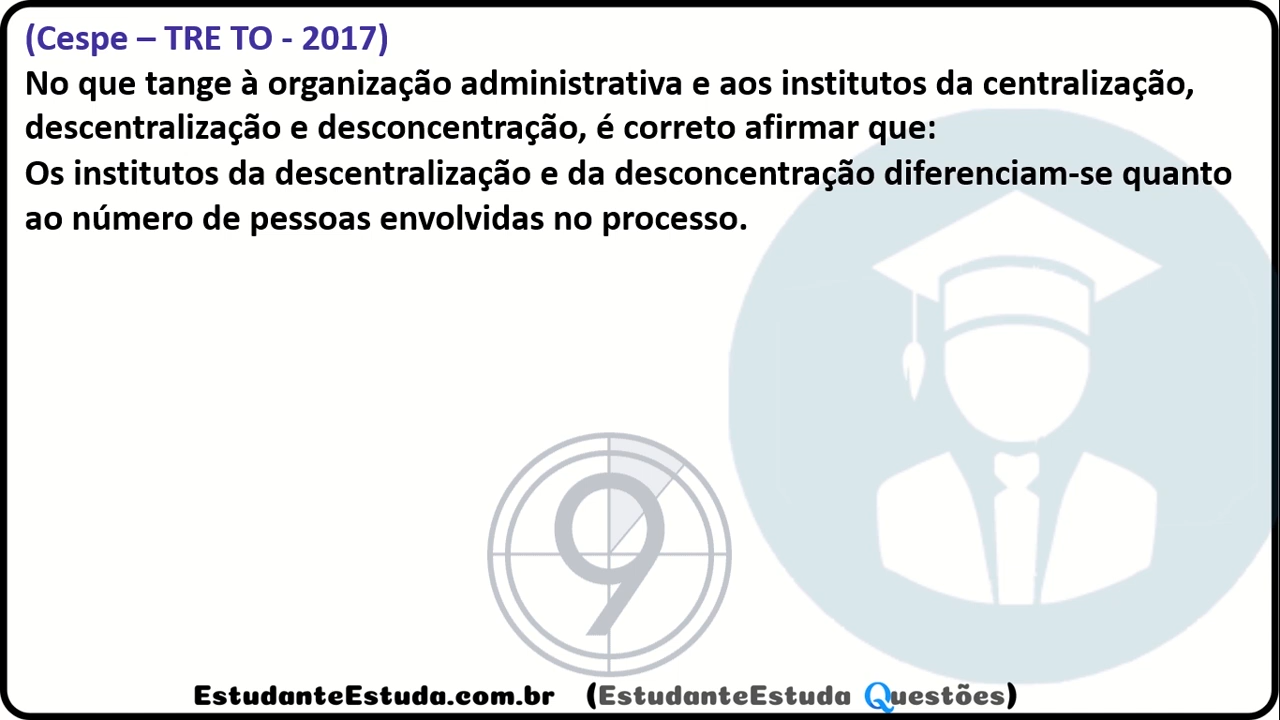 (Cespe – TRE TO - 2017)
No que tange à organização administrativa e aos institutos da centralização,
descentralização e desconcentração, é correto afirmar que:
Os institutos da descentralização e da desconcentração diferenciam-se quanto
ao número de pessoas envolvidas no processo.
9
EstudanteEstuda.com.br (EstudanteEstuda Questões)